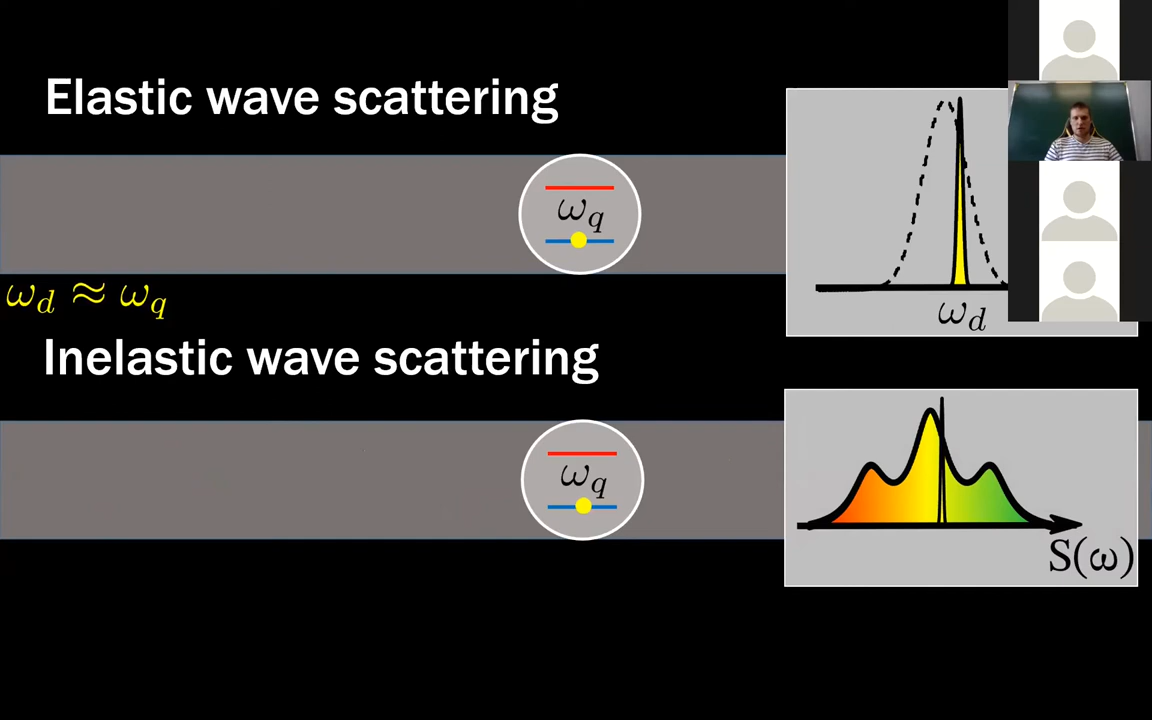 Elastic wave scattering
ω_q
ω_d
ω_d ≈ ω_q
Inelastic wave scattering
ω_q
S(ω)